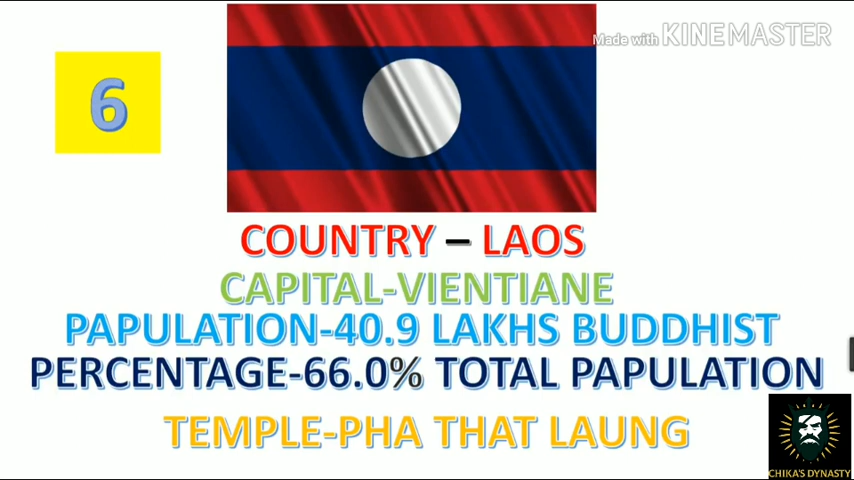 Made with KINEMASTER
6
COUNTRY – LAOS
CAPITAL-VIENTIANE
PAPULATION-40.9 LAKHS BUDDHIST
PERCENTAGE-66.0% TOTAL PAPULATION
TEMPLE-PHA THAT LAUNG
CHIKA'S DYNASTY